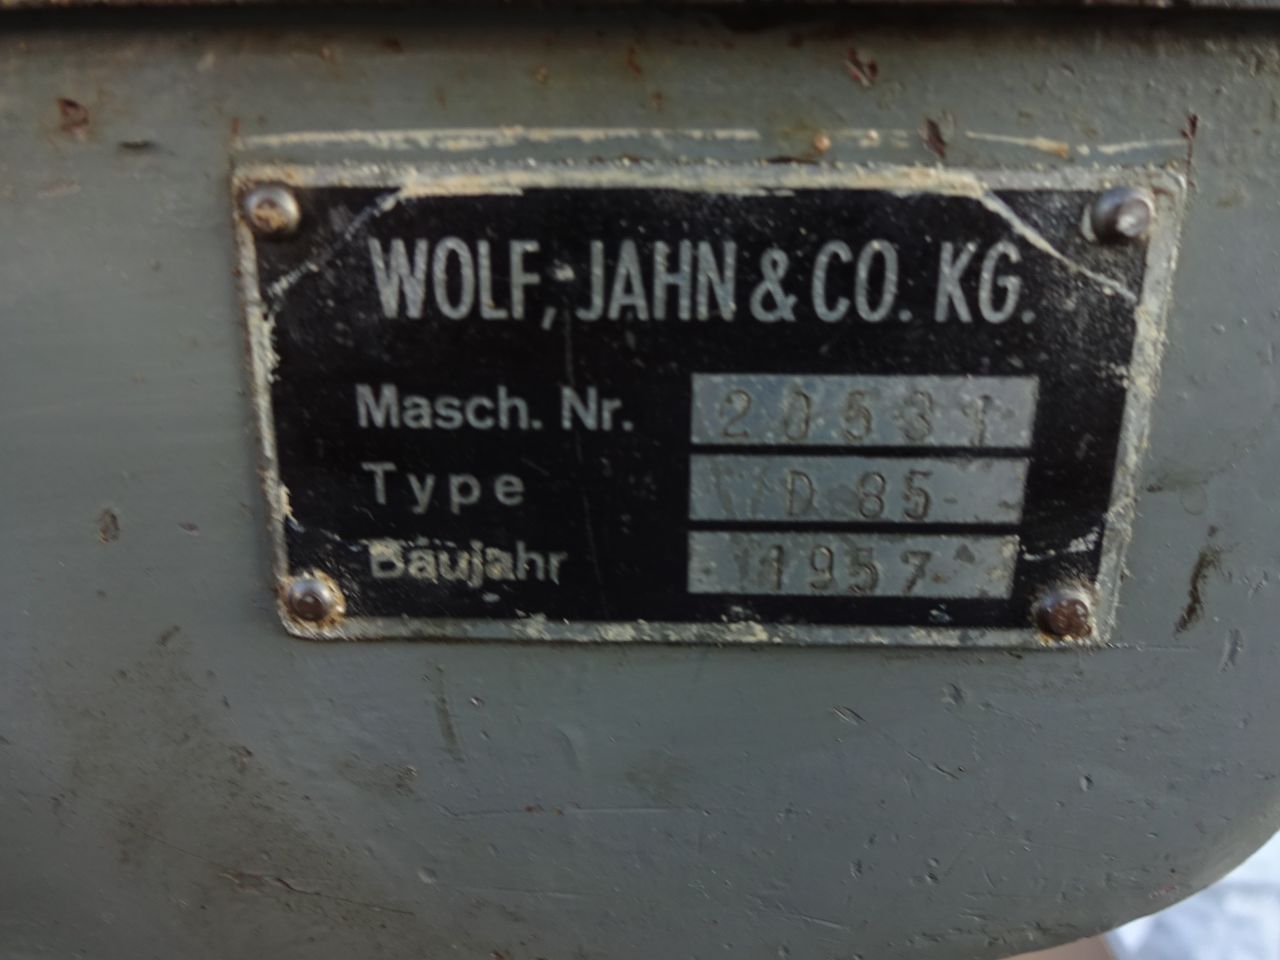 WOLF, JAHN & CO. KG.
Masch. Nr. 20531
Type D 85
Baujahr 1957